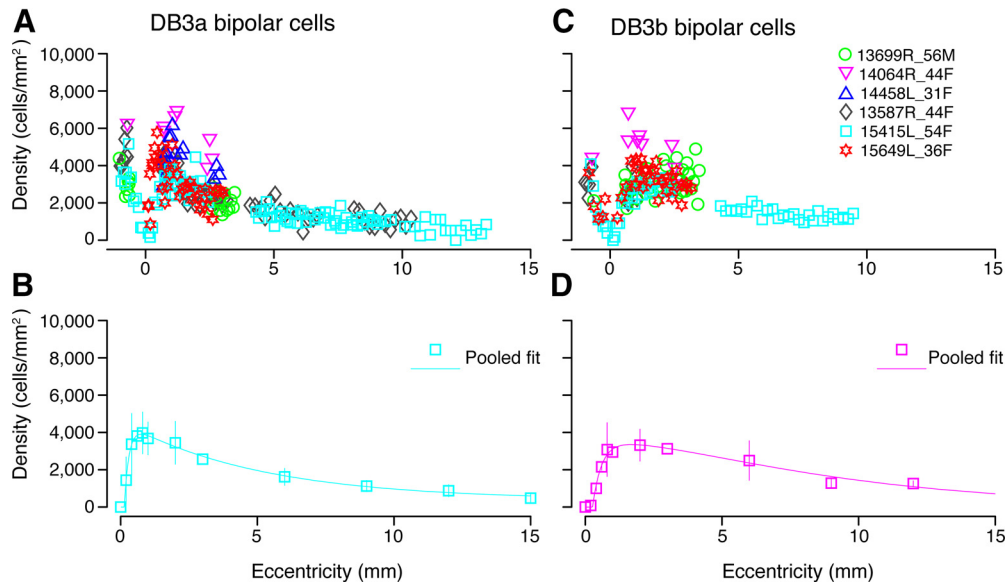 A
DB3a bipolar cells
C
DB3b bipolar cells
10,000
8,000
6,000
4,000
2,000
0
Density (cells/mm²)
0 5 10 15
13699R_56M
14064R_44F
14458L_31F
13587R_44F
15415L_54F
15649L_36F
0 5 10 15
B
D
10,000
8,000
6,000
4,000
2,000
0
Density (cells/mm²)
Pooled fit
Pooled fit
0 5 10 15
0 5 10 15
Eccentricity (mm)
Eccentricity (mm)